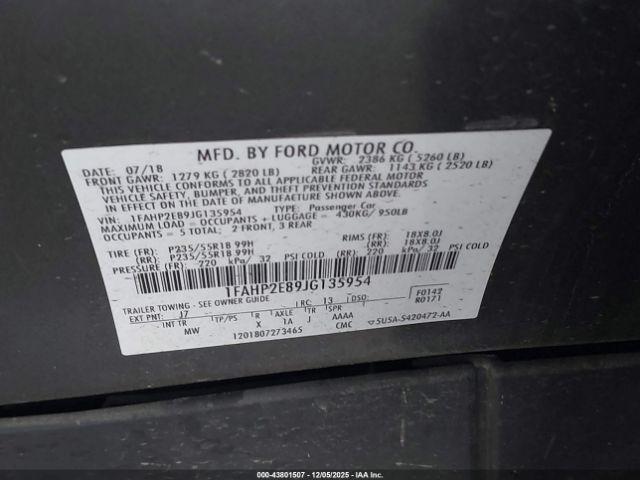 MFD. BY FORD MOTOR CO.
DATE: 07/18 GVWR: 2386 KG ( 5260 LB)
FRONT GAWR: 1279 KG ( 2820 LB) REAR GAWR: 1143 KG ( 2520 LB)
THIS VEHICLE CONFORMS TO ALL APPLICABLE FEDERAL MOTOR
VEHICLE SAFETY, BUMPER, AND THEFT PREVENTION STANDARDS
IN EFFECT ON THE DATE OF MANUFACTURE SHOWN ABOVE.
VIN: 1FAHP2E89JG135954 TYPE: Passenger Car
MAXIMUM LOAD = OCCUPANTS + LUGGAGE = 430KG/ 950LB
OCCUPANTS = 5 TOTAL; 2 FRONT, 3 REAR
TIRE (FR): P235/55R18 99H RIMS (FR): 18X8.0J
(RR): P235/55R18 99H (RR): 18X8.0J
PRESSURE (FR): 220 kPa/ 32 PSI COLD (RR): 220 kPa/ 32 PSI COLD
1FAHP2E89JG135954
TRAILER TOWING - SEE OWNER GUIDE RC: 13 DSO: F0142
EXT PNT: J7 TP/PS R AXLE TR SPR R0171
MW X 1A J AAAA
1201807273465 CMC 5USA-5420472-AA
000-43801507 - 12/05/2025 - IAA Inc.